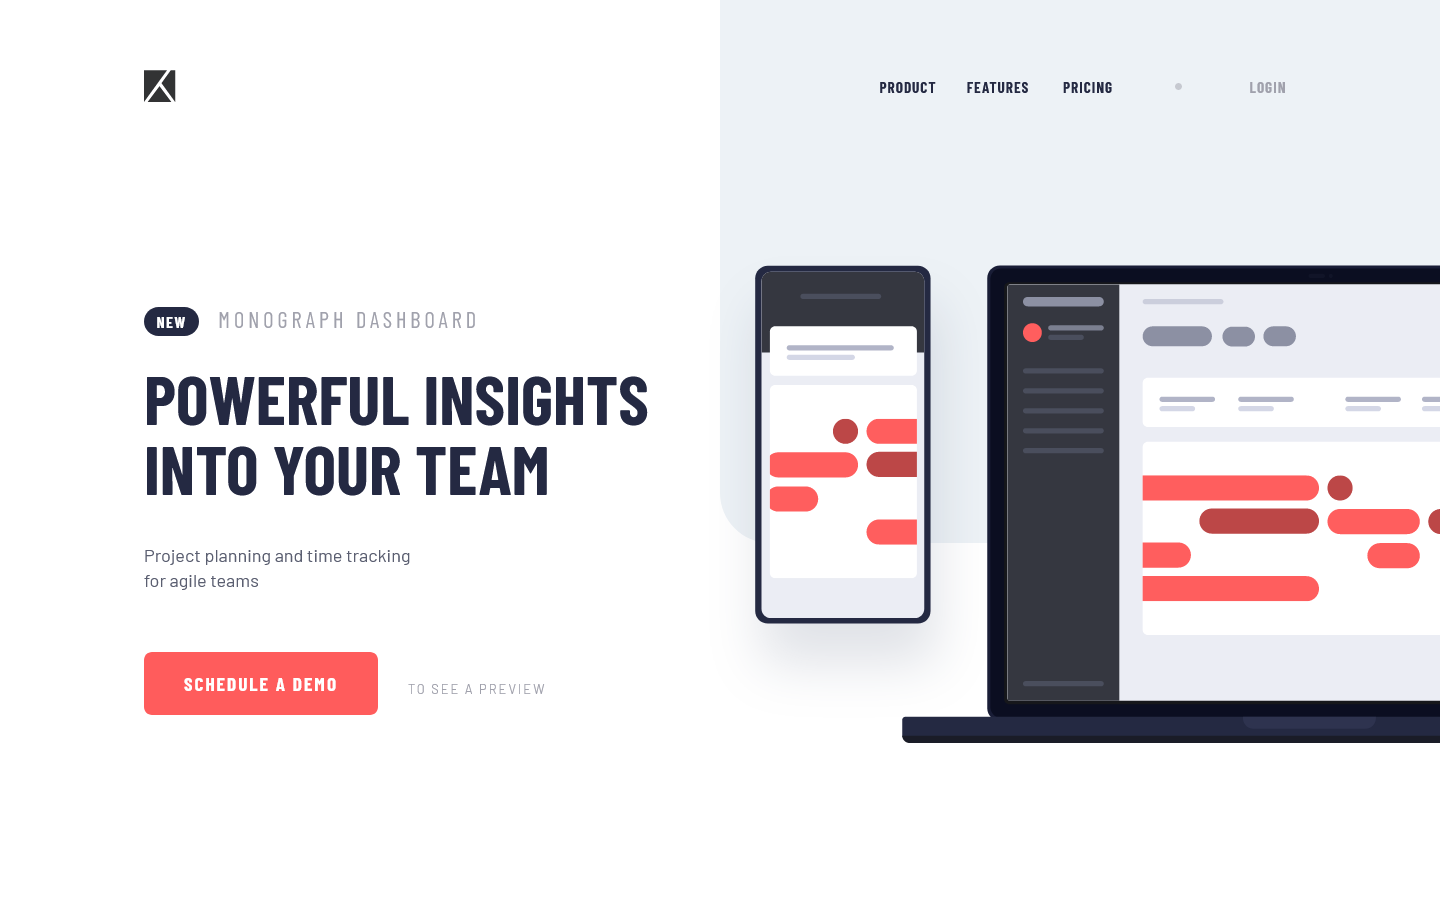 PRODUCT FEATURES PRICING LOGIN
NEW MONOGRAPH DASHBOARD
POWERFUL INSIGHTS
INTO YOUR TEAM
Project planning and time tracking
for agile teams
SCHEDULE A DEMO TO SEE A PREVIEW